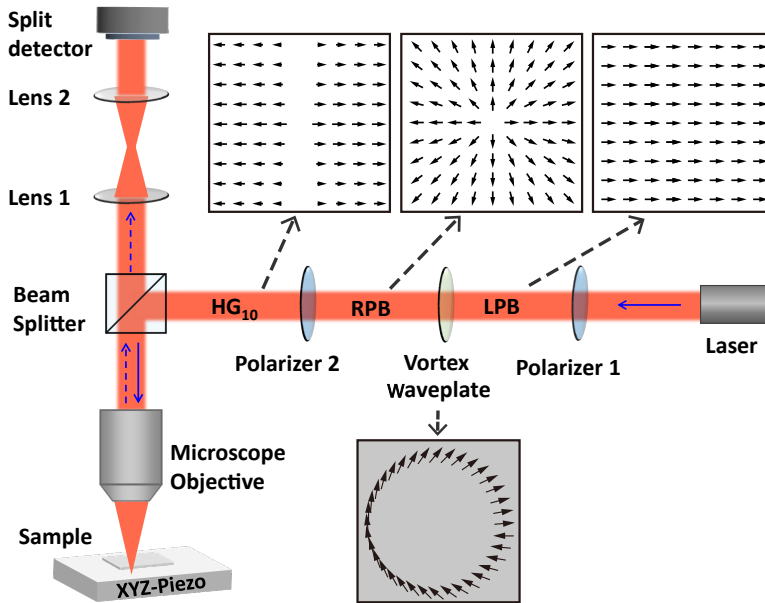 Split
detector
Lens 2
Lens 1
Beam
Splitter
HG10
RPB
LPB
Laser
Polarizer 2
Vortex
Waveplate
Polarizer 1
Microscope
Objective
Sample
XYZ-Piezo